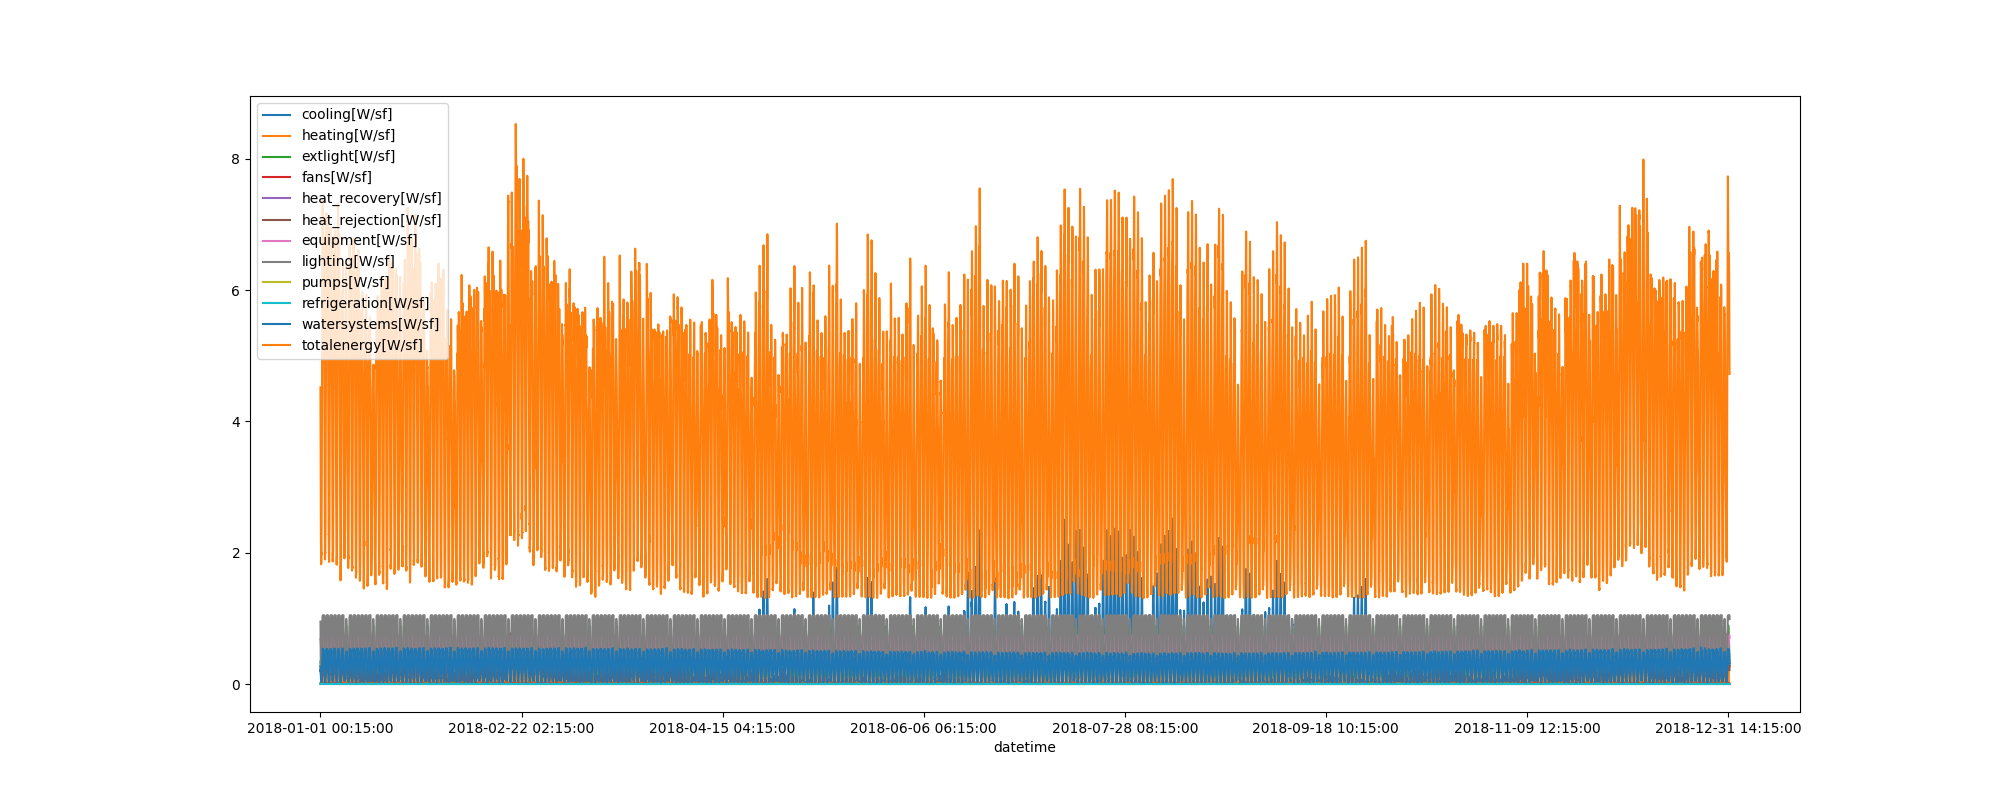 cooling[W/sf]
heating[W/sf]
extlight[W/sf]
fans[W/sf]
heat_recovery[W/sf]
heat_rejection[W/sf]
equipment[W/sf]
lighting[W/sf]
pumps[W/sf]
refrigeration[W/sf]
watersystems[W/sf]
totalenergy[W/sf]
8
6
4
2
0
2018-01-01 00:15:00 2018-02-22 02:15:00 2018-04-15 04:15:00 2018-06-06 06:15:00 2018-07-28 08:15:00 2018-09-18 10:15:00 2018-11-09 12:15:00 2018-12-31 14:15:00
datetime